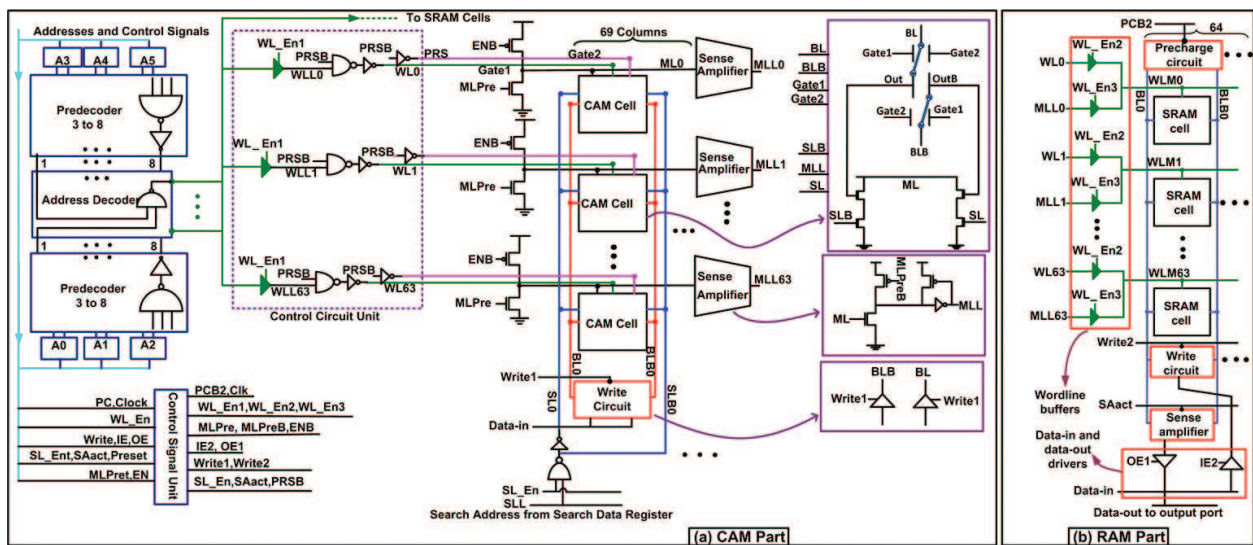 To SRAM Cells
Addresses and Control Signals
A3 A4 A5
Predecoder
3 to 8
1 8
Address Decoder
1 8
Predecoder
3 to 8
A0 A1 A2
WL_En1
PRSB PRSB PRS
WLL0 WL0
WL_En1
PRSB PRSB
WLL1 WL1
WL_En1
PRSB PRSB
WLL63 WL63
Control Circuit Unit
PC,Clock
WL_En
Write,IE,OE
SL_Ent,SAact,Preset
MLPret,EN
Control Signal Unit
PCB2,Clk
WL_En1,WL_En2,WL_En3
MLPre, MLPreB,ENB
IE2, OE1
Write1,Write2
SL_En,SAact,PRSB
69 Columns
ENB
Gate2
Gate1
MLPre
CAM Cell
ML0
Sense
Amplifier
MLL0
ENB
MLPre
CAM Cell
Sense
Amplifier
MLL1
ENB
MLPre
CAM Cell
Sense
Amplifier
MLL63
BL0 BLB0
SL0 SLB0
Write1
Write
Circuit
Data-in
SL_En
SLL
Search Address from Search Data Register
BL
BLB
Gate1
Gate2
SLB
MLL
SL
BL
Gate1 Gate2
Out OutB
Gate2 Gate1
BLB
ML
SLB SL
MLPreB
ML
MLL
BLB BL
Write1 Write1
(a) CAM Part
PCB2
64
Precharge
circuit
WL_En2
WL0
WL_En3
MLL0
WLM0
BL0 BLB0
SRAM
cell
WL_En2
WL1
WL_En3
MLL1
WLM1
SRAM
cell
WL_En2
WL63
WL_En3
MLL63
WLM63
SRAM
cell
Write2
Write
circuit
Wordline
buffers
SAact
Sense
amplifier
Data-in and
data-out
drivers
OE1 IE2
Data-in
Data-out to output port
(b) RAM Part